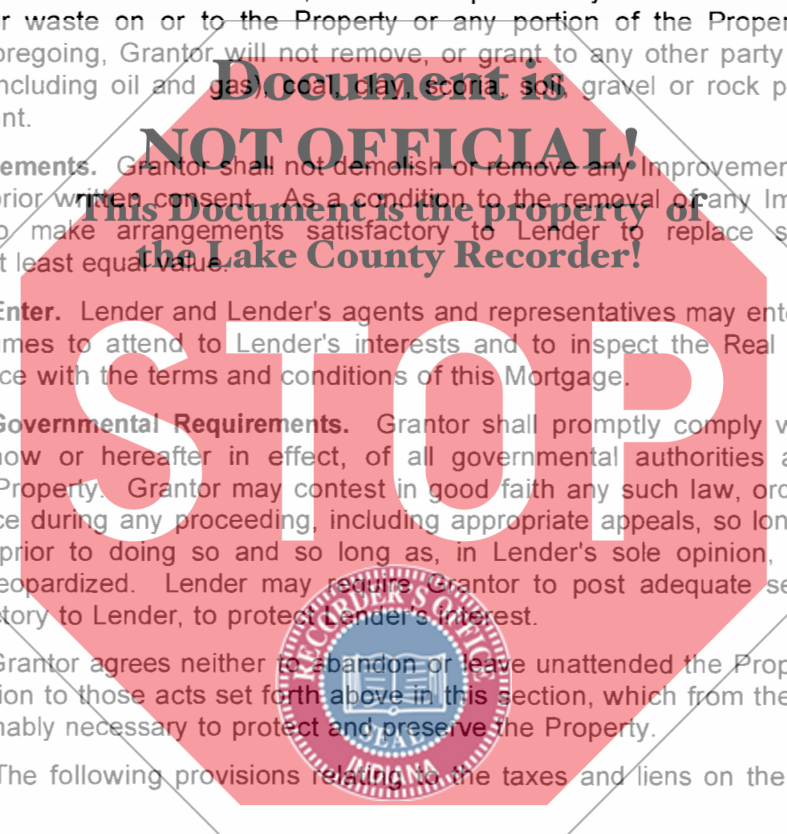 r waste on or to the Property or any portion of the Proper
oregoing, Grantor will not remove, or grant to any other party
ncluding oil and gas), coal, clay, scoria, soil, gravel or rock p
nt.
Document is
NOT OFFICIAL!
This Document is the property of
the Lake County Recorder!
ements. Grantor shall not demolish or remove any Improvemen
prior written consent. As a condition to the removal of any Im
o make arrangements satisfactory to Lender to replace s
t least equal value.
Enter. Lender and Lender's agents and representatives may ent
mes to attend to Lender's interests and to inspect the Real
ce with the terms and conditions of this Mortgage.
STOP
Governmental Requirements. Grantor shall promptly comply w
now or hereafter in effect, of all governmental authorities a
Property. Grantor may contest in good faith any such law, ord
ce during any proceeding, including appropriate appeals, so lon
prior to doing so and so long as, in Lender's sole opinion,
eopardized. Lender may require Grantor to post adequate se
tory to Lender, to protect Lender's interest.
Grantor agrees neither to abandon or leave unattended the Prop
ion to those acts set forth above in this section, which from the
nably necessary to protect and preserve the Property.
The following provisions relating to the taxes and liens on the
RECORDER'S OFFICE
SEAL
INDIANA